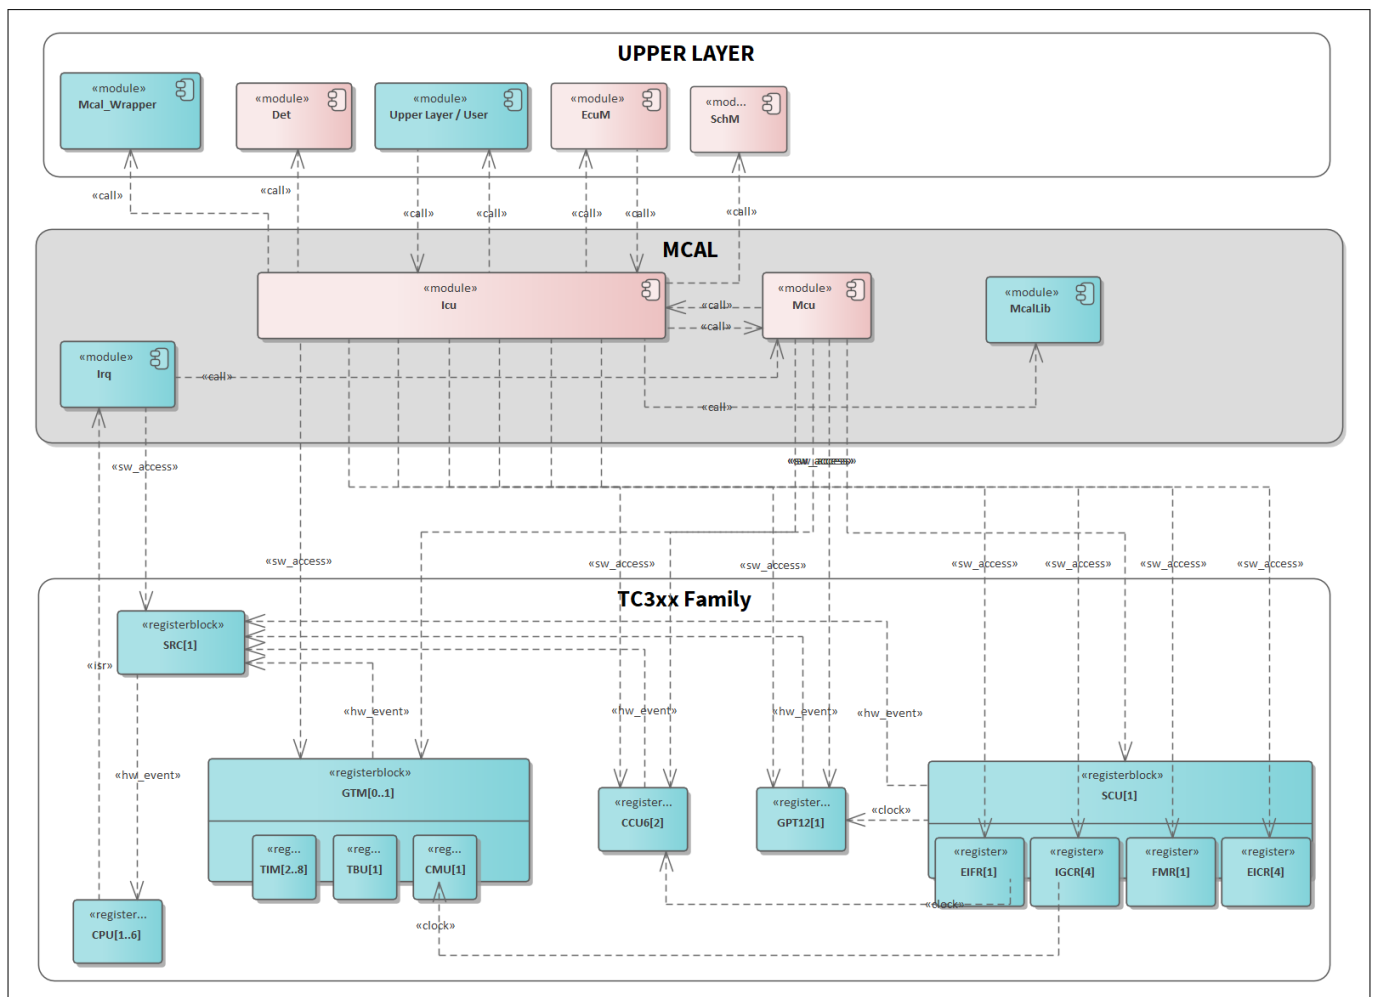 UPPER LAYER
«module»
Mcal_Wrapper
«module»
Det
«module»
Upper Layer / User
«module»
EcuM
«mod...
SchM
«call»
«call»
«call»
«call»
«call»
«call»
«call»
MCAL
«module»
Icu
«module»
Mcu
«module»
McalLib
«call»
«call»
«module»
Irq
«call»
«call»
«sw_access»
«sw_access»
«sw_access»
«sw_access»
«sw_access»
«sw_access»
«sw_access»
«sw_access»
«sw_access»
TC3xx Family
«registerblock»
SRC[1]
«isr»
«hw_event»
«hw_event»
«hw_event»
«hw_event»
«hw_event»
«registerblock»
GTM[0..1]
«reg...
TIM[2..8]
«reg...
TBU[1]
«reg...
CMU[1]
«register...
CCU6[2]
«register...
GPT12[1]
«clock»
«registerblock»
SCU[1]
«register»
EIFR[1]
«register»
IGCR[4]
«register»
FMR[1]
«register»
EICR[4]
«clock»
«clock»
«register...
CPU[1..6]